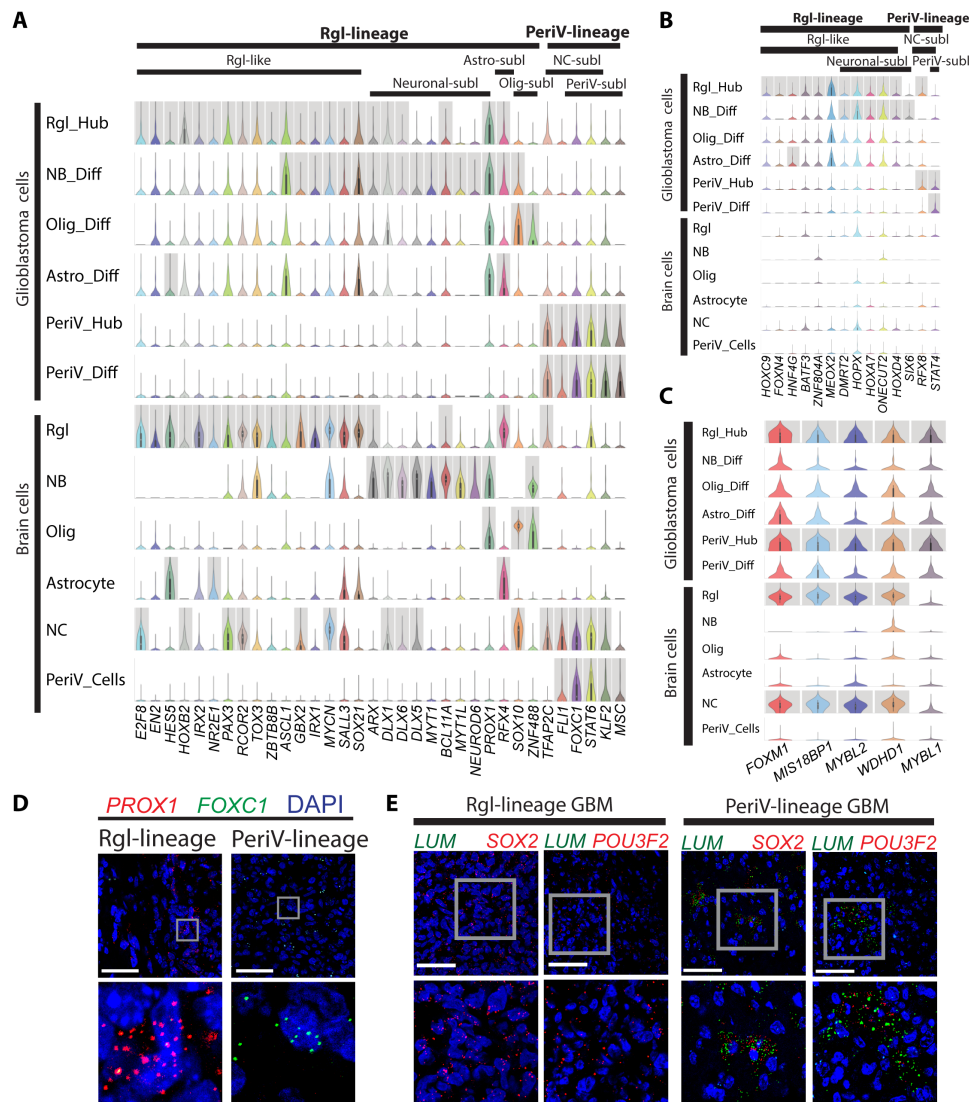 A
Rgl-lineage PeriV-lineage
Rgl-like Astro-subl NC-subl
Neuronal-subl Olig-subl PeriV-subl
Glioblastoma cells
Rgl_Hub
NB_Diff
Olig_Diff
Astro_Diff
PeriV_Hub
PeriV_Diff
Brain cells
Rgl
NB
Olig
Astrocyte
NC
PeriV_Cells
E2F8 EN2 HES5 HOXB2 IRX2 NR2E1 PAX3 RCOR2 TOX3 ZBTB8B ASCL1 GBX2 IRX1 MYCN SALL3 SOX21 ARX DLX1 DLX6 DLX5 MYT1 BCL11A MYT1L NEUROD6 PROX1 RFX4 SOX10 ZNF488 TFAP2C FLI1 FOXC1 STAT6 KLF2 MSC
B
Rgl-lineage PeriV-lineage
Rgl-like NC-subl
Neuronal-subl PeriV-subl
Glioblastoma cells
Rgl_Hub
NB_Diff
Olig_Diff
Astro_Diff
PeriV_Hub
PeriV_Diff
Brain cells
Rgl
NB
Olig
Astrocyte
NC
PeriV_Cells
HOXC9 FOXN4 HNF4G BATF3 ZNF804A MEOX2 DMRT2 HOPX HOXA7 ONECUT2 HOXD4 SIX6 RFX8 STAT4
C
Glioblastoma cells
Rgl_Hub
NB_Diff
Olig_Diff
Astro_Diff
PeriV_Hub
PeriV_Diff
Brain cells
Rgl
NB
Olig
Astrocyte
NC
PeriV_Cells
FOXM1 MIS18BP1 MYBL2 WDHD1 MYBL1
D
PROX1 FOXC1 DAPI
Rgl-lineage PeriV-lineage
E
Rgl-lineage GBM PeriV-lineage GBM
LUM SOX2 LUM POU3F2 LUM SOX2 LUM POU3F2